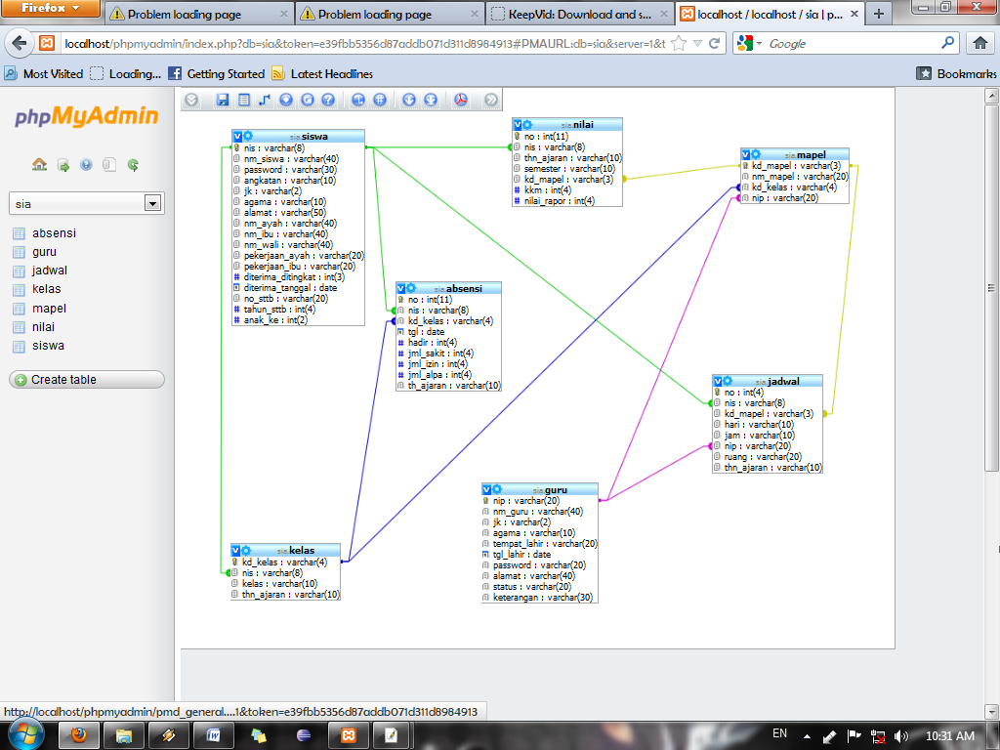 Firefox
Problem loading page
Problem loading page
KeepVid: Download and s...
localhost / localhost / sia | p...
localhost/phpmyadmin/index.php?db=sia&token=e39fbb5356d87addb071d311d8984913#PMAURL:db=sia&server=1&t
Google
Most Visited
Loading...
Getting Started
Latest Headlines
Bookmarks
phpMyAdmin
sia
absensi
guru
jadwal
kelas
mapel
nilai
siswa
Create table
sia.siswa
nis : varchar(8)
nm_siswa : varchar(40)
password : varchar(30)
angkatan : varchar(10)
jk : varchar(2)
agama : varchar(10)
alamat : varchar(50)
nm_ayah : varchar(40)
nm_ibu : varchar(40)
nm_wali : varchar(40)
pekerjaan_ayah : varchar(20)
pekerjaan_ibu : varchar(20)
diterima_ditingkat : int(3)
diterima_tanggal : date
no_sttb : varchar(20)
tahun_sttb : int(4)
anak_ke : int(2)
sia.nilai
no : int(11)
nis : varchar(8)
thn_ajaran : varchar(10)
semester : varchar(10)
kd_mapel : varchar(3)
kkm : int(4)
nilai_rapor : int(4)
sia.mapel
kd_mapel : varchar(3)
nm_mapel : varchar(20)
kd_kelas : varchar(4)
nip : varchar(20)
sia.absensi
no : int(11)
nis : varchar(8)
kd_kelas : varchar(4)
tgl : date
hadir : int(4)
jml_sakit : int(4)
jml_izin : int(4)
jml_alpa : int(4)
th_ajaran : varchar(10)
sia.jadwal
no : int(4)
nis : varchar(8)
kd_mapel : varchar(3)
hari : varchar(10)
jam : varchar(10)
nip : varchar(20)
ruang : varchar(20)
thn_ajaran : varchar(10)
sia.guru
nip : varchar(20)
nm_guru : varchar(40)
jk : varchar(2)
agama : varchar(10)
tempat_lahir : varchar(20)
tgl_lahir : date
password : varchar(20)
alamat : varchar(40)
status : varchar(20)
keterangan : varchar(30)
sia.kelas
kd_kelas : varchar(4)
nis : varchar(8)
kelas : varchar(10)
thn_ajaran : varchar(10)
http://localhost/phpmyadmin/pmd_general....1&token=e39fbb5356d87addb071d311d8984913
EN
10:31 AM